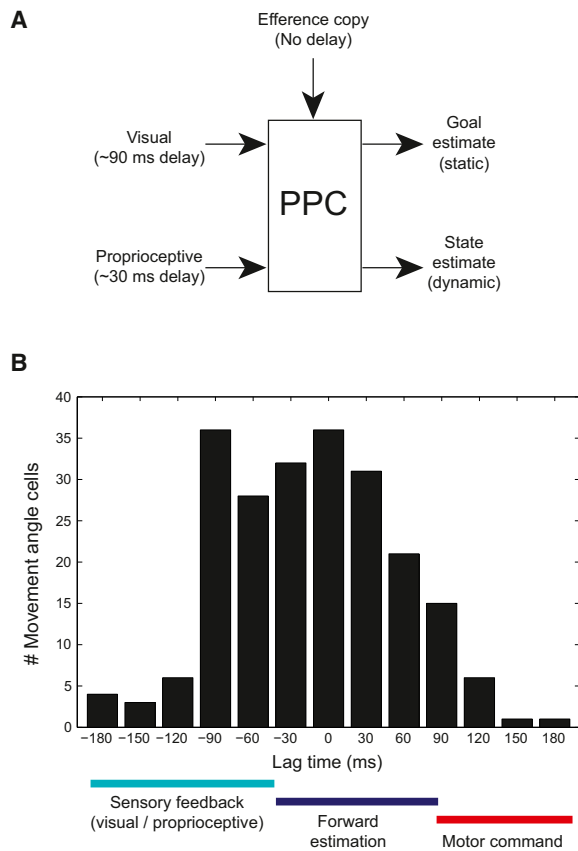 A
Efference copy
(No delay)
Visual
(~90 ms delay)
Goal
estimate
(static)
PPC
Proprioceptive
(~30 ms delay)
State
estimate
(dynamic)
B
40
35
30
25
20
15
10
5
0
# Movement angle cells
−180 −150 −120 −90 −60 −30 0 30 60 90 120 150 180
Lag time (ms)
Sensory feedback
(visual / proprioceptive)
Forward
estimation
Motor command